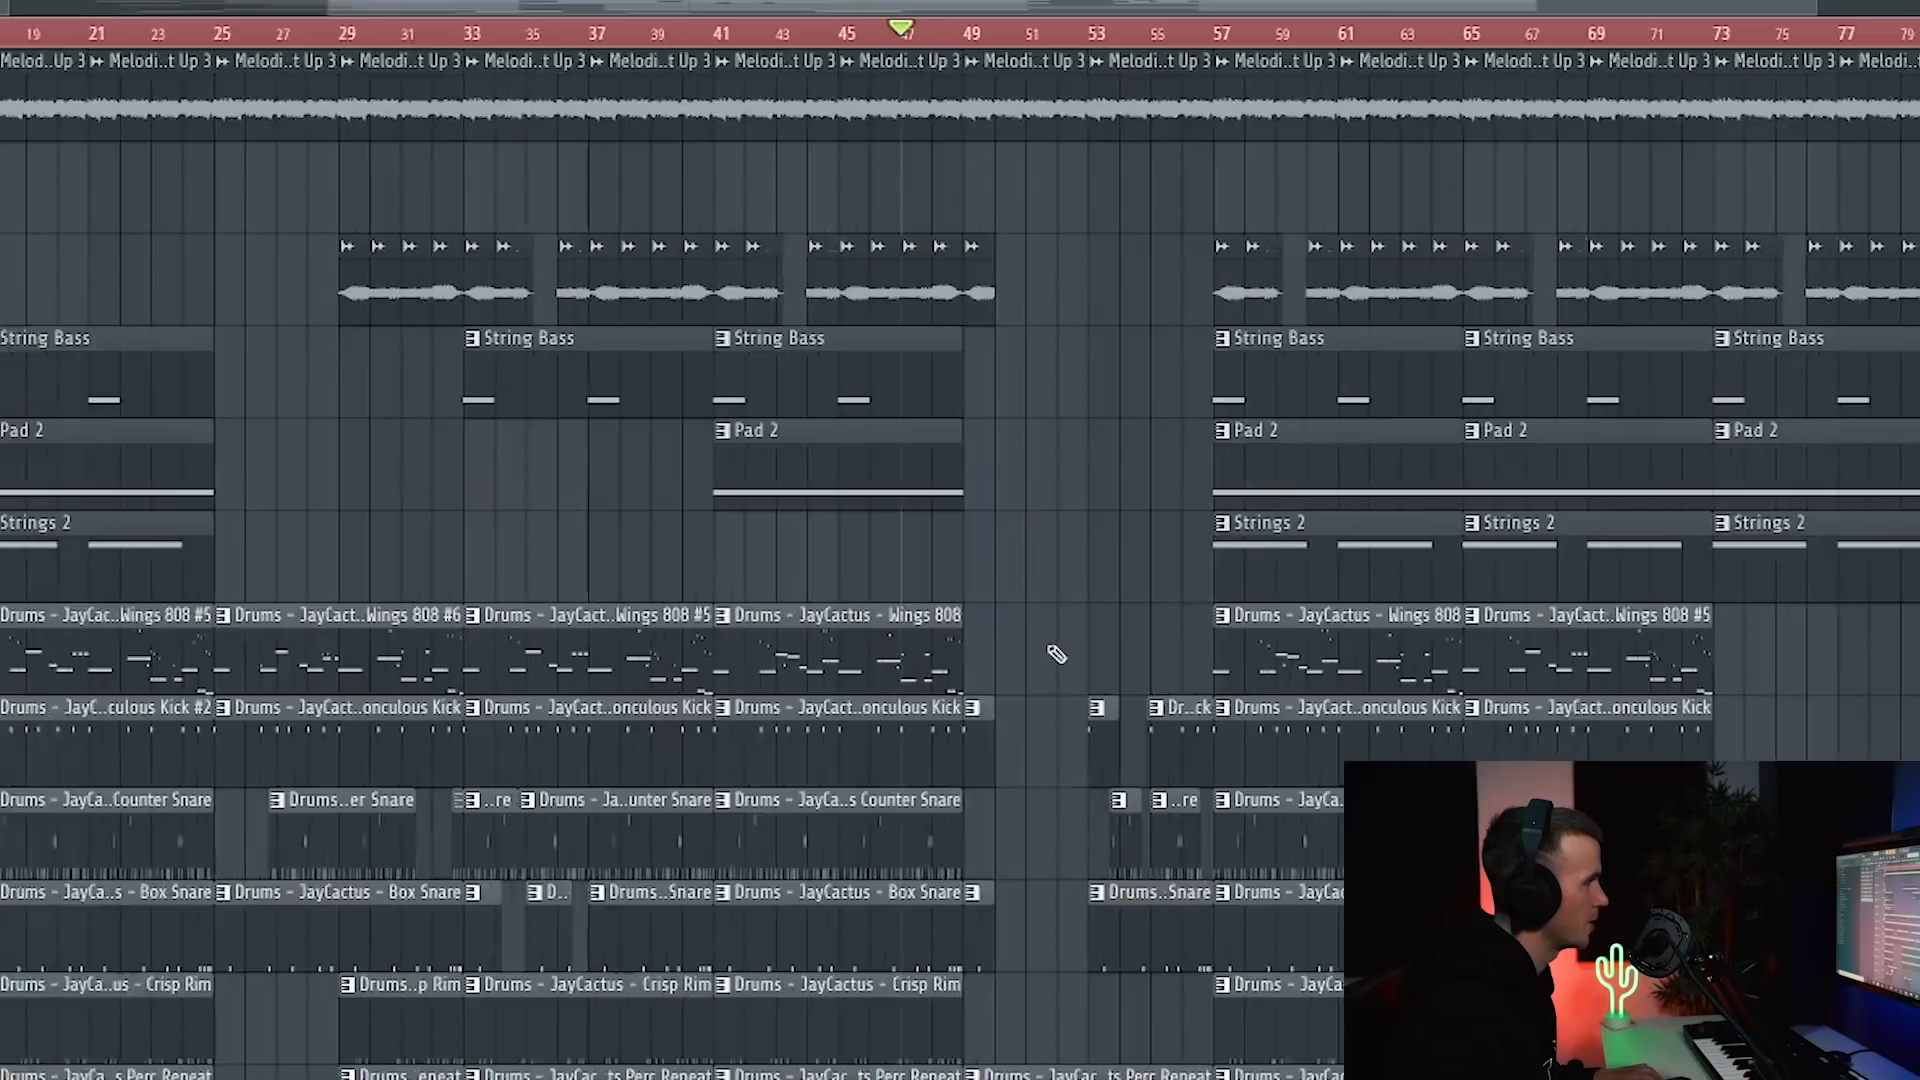 19 21 23 25 27 29 31 33 35 37 39 41 43 45 47 49 51 53 55 57 59 61 63 65 67 69 71 73 75 77 79
Melod..Up 3 Melodi..t Up 3 Melodi..t Up 3 Melodi..t Up 3 Melodi..t Up 3 Melodi..t Up 3 Melodi..t Up 3 Melodi..t Up 3 Melodi..t Up 3 Melodi..t Up 3 Melodi..t Up 3 Melodi..t Up 3 Melodi..t Up 3 Melodi..t Up 3 Melodi..t Up 3 Melodi..
String Bass String Bass String Bass String Bass String Bass String Bass
Pad 2 Pad 2 Pad 2 Pad 2 Pad 2
Strings 2 Strings 2 Strings 2 Strings 2
Drums - JayCac..Wings 808 #5 Drums - JayCact..Wings 808 #6 Drums - JayCact..Wings 808 #5 Drums - JayCactus - Wings 808 Drums - JayCactus - Wings 808 Drums - JayCact..Wings 808 #5
Drums - JayC..culous Kick #2 Drums - JayCact..onculous Kick Drums - JayCact..onculous Kick Drums - JayCact..onculous Kick Dr..ck Drums - JayCact..onculous Kick Drums - JayCact..onculous Kick
Drums - JayCa..Counter Snare Drums..er Snare ..re Drums - Ja..unter Snare Drums - JayCa..s Counter Snare ..re Drums - JayCa..
Drums - JayCa..s - Box Snare Drums - JayCactus - Box Snare D.. Drums..Snare Drums - JayCactus - Box Snare Drums..Snare Drums - JayCac
Drums - JayCa..us - Crisp Rim Drums..p Rim Drums - JayCactus - Crisp Rim Drums - JayCactus - Crisp Rim Drums - JayCa
Drums - JayCa..s Perc Repeat Drums..epeat Drums - JayCac..ts Perc Repeat Drums - JayCac..ts Perc Repeat Drums - JayCac..ts Perc Repeat Drums - JayCa